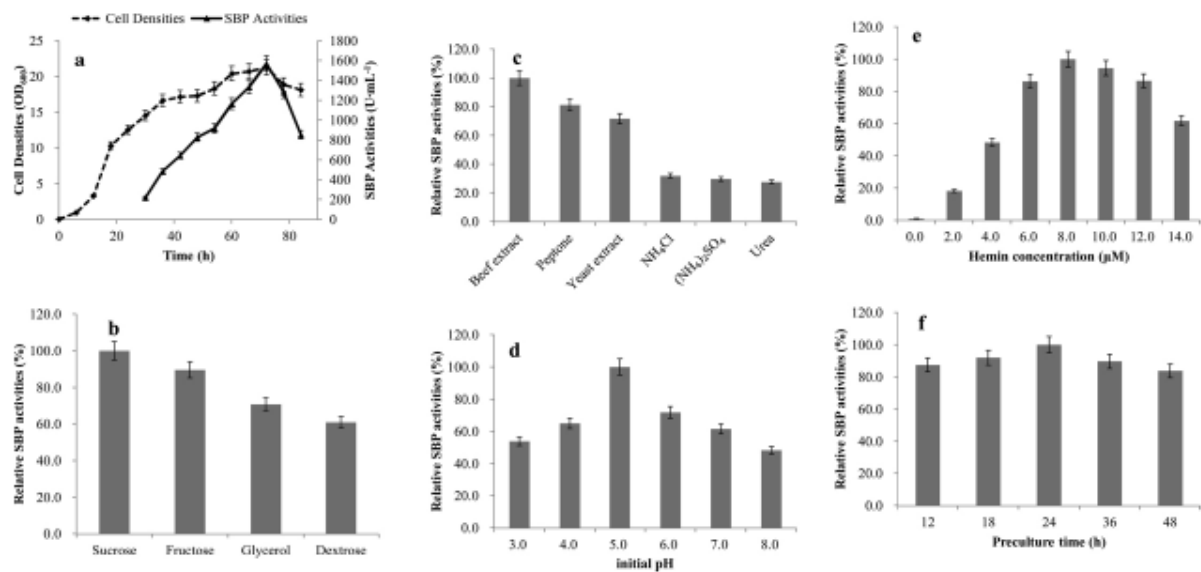 Cell Densities SBP Activities
a
Cell Densities (OD₆₀₀)
25
20
15
10
5
0
SBP Activities (U·mL⁻¹)
1800
1600
1400
1200
1000
800
600
400
200
0
0 20 40 60 80
Time (h)
b
Relative SBP activities (%)
120.0
100.0
80.0
60.0
40.0
20.0
0.0
Sucrose Fructose Glycerol Dextrose
c
Relative SBP activities (%)
120.0
100.0
80.0
60.0
40.0
20.0
0.0
Beef extract
Peptone
Yeast extract
NH₄Cl
(NH₄)₂SO₄
Urea
d
Relative SBP activities (%)
120.0
100.0
80.0
60.0
40.0
20.0
0.0
3.0 4.0 5.0 6.0 7.0 8.0
initial pH
e
Relative SBP activities (%)
120.0
100.0
80.0
60.0
40.0
20.0
0.0
0.0 2.0 4.0 6.0 8.0 10.0 12.0 14.0
Hemin concentration (µM)
f
Relative SBP activities (%)
120.0
100.0
80.0
60.0
40.0
20.0
0.0
12 18 24 36 48
Preculture time (h)